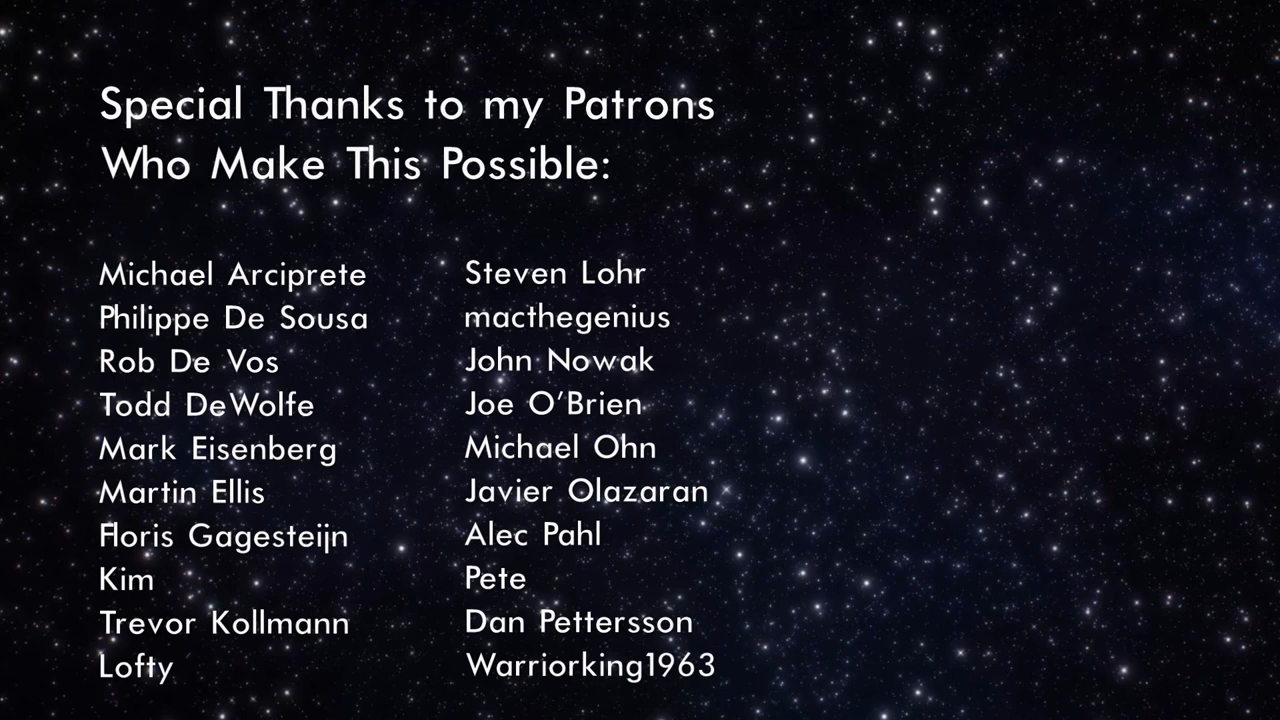 Special Thanks to my Patrons
Who Make This Possible:
Michael Arciprete
Philippe De Sousa
Rob De Vos
Todd DeWolfe
Mark Eisenberg
Martin Ellis
Floris Gagesteijn
Kim
Trevor Kollmann
Lofty
Steven Lohr
macthegenius
John Nowak
Joe O’Brien
Michael Ohn
Javier Olazaran
Alec Pahl
Pete
Dan Pettersson
Warriorking1963